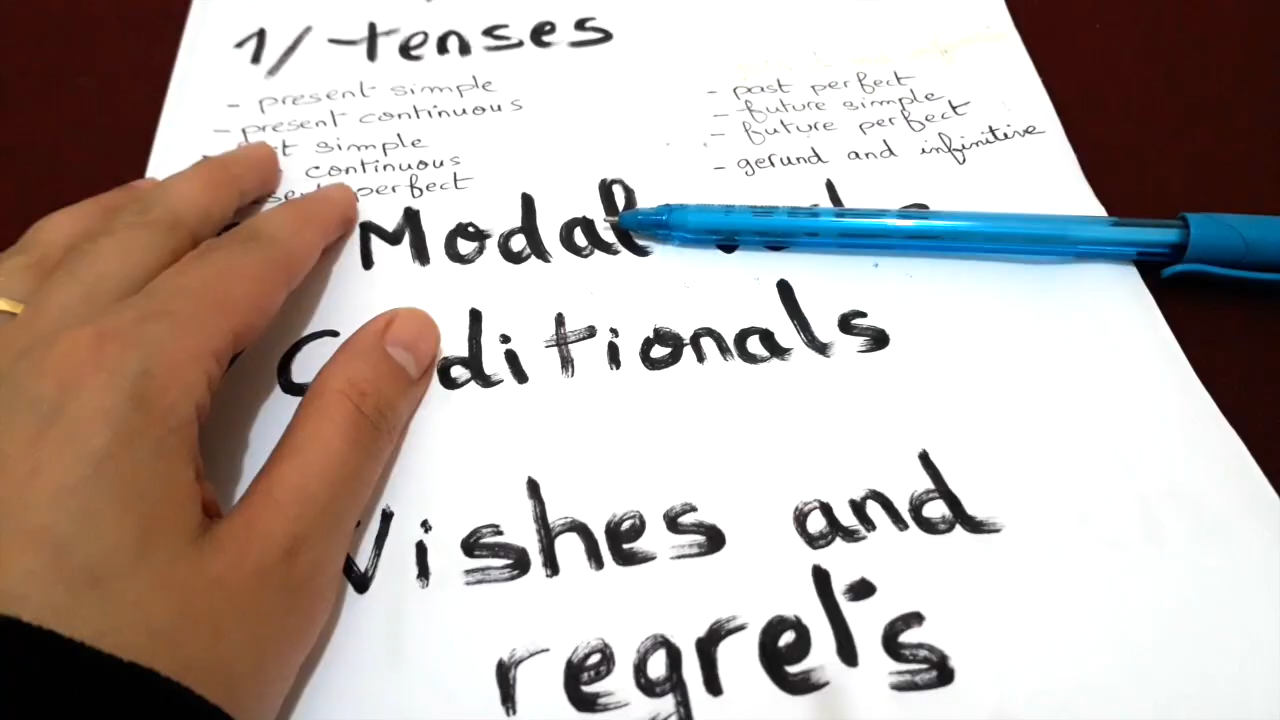 1/ tenses
- present simple
- present continuous
simple
continuous
perfect
- past perfect
- future simple
- future perfect
- gerund and infinitive
Modal
ditionals
Wishes and
regrets